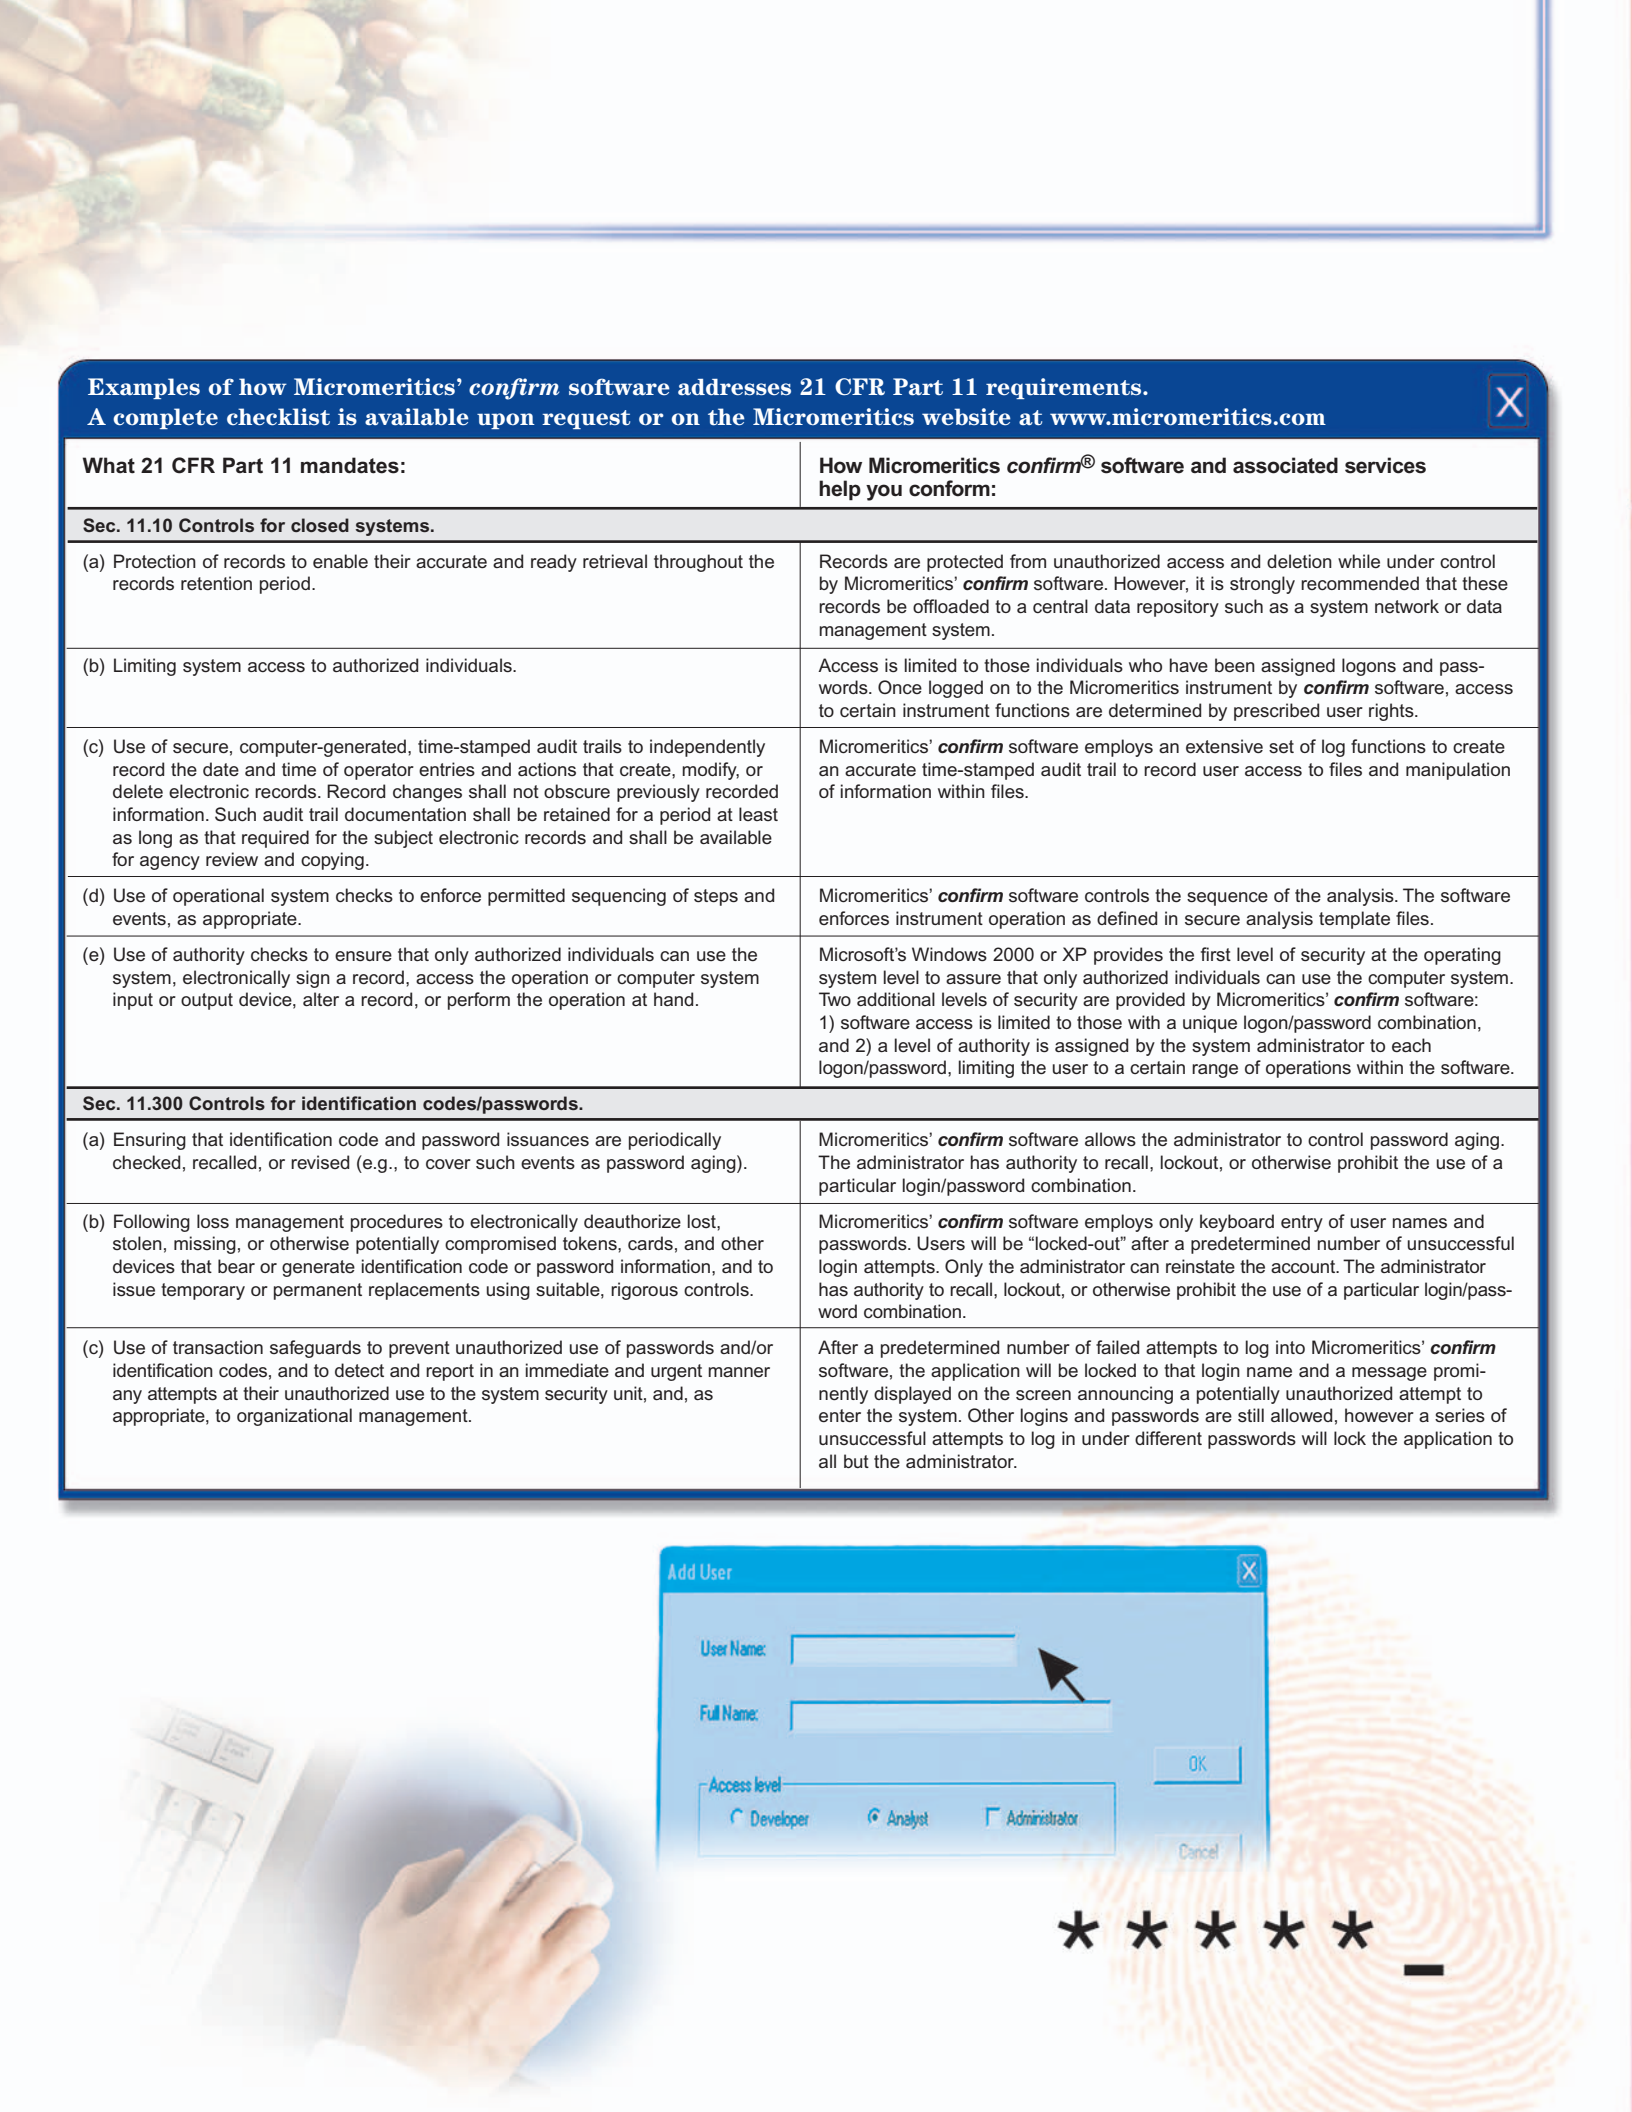 Examples of how Micromeritics’ confirm software addresses 21 CFR Part 11 requirements.
A complete checklist is available upon request or on the Micromeritics website at www.micromeritics.com
X
What 21 CFR Part 11 mandates:
How Micromeritics confirm® software and associated services
help you conform:
Sec. 11.10 Controls for closed systems.
(a) Protection of records to enable their accurate and ready retrieval throughout the
records retention period.
Records are protected from unauthorized access and deletion while under control
by Micromeritics’ confirm software. However, it is strongly recommended that these
records be offloaded to a central data repository such as a system network or data
management system.
(b) Limiting system access to authorized individuals.
Access is limited to those individuals who have been assigned logons and pass-
words. Once logged on to the Micromeritics instrument by confirm software, access
to certain instrument functions are determined by prescribed user rights.
(c) Use of secure, computer-generated, time-stamped audit trails to independently
record the date and time of operator entries and actions that create, modify, or
delete electronic records. Record changes shall not obscure previously recorded
information. Such audit trail documentation shall be retained for a period at least
as long as that required for the subject electronic records and shall be available
for agency review and copying.
Micromeritics’ confirm software employs an extensive set of log functions to create
an accurate time-stamped audit trail to record user access to files and manipulation
of information within files.
(d) Use of operational system checks to enforce permitted sequencing of steps and
events, as appropriate.
Micromeritics’ confirm software controls the sequence of the analysis. The software
enforces instrument operation as defined in secure analysis template files.
(e) Use of authority checks to ensure that only authorized individuals can use the
system, electronically sign a record, access the operation or computer system
input or output device, alter a record, or perform the operation at hand.
Microsoft’s Windows 2000 or XP provides the first level of security at the operating
system level to assure that only authorized individuals can use the computer system.
Two additional levels of security are provided by Micromeritics’ confirm software:
1) software access is limited to those with a unique logon/password combination,
and 2) a level of authority is assigned by the system administrator to each
logon/password, limiting the user to a certain range of operations within the software.
Sec. 11.300 Controls for identification codes/passwords.
(a) Ensuring that identification code and password issuances are periodically
checked, recalled, or revised (e.g., to cover such events as password aging).
Micromeritics’ confirm software allows the administrator to control password aging.
The administrator has authority to recall, lockout, or otherwise prohibit the use of a
particular login/password combination.
(b) Following loss management procedures to electronically deauthorize lost,
stolen, missing, or otherwise potentially compromised tokens, cards, and other
devices that bear or generate identification code or password information, and to
issue temporary or permanent replacements using suitable, rigorous controls.
Micromeritics’ confirm software employs only keyboard entry of user names and
passwords. Users will be “locked-out” after a predetermined number of unsuccessful
login attempts. Only the administrator can reinstate the account. The administrator
has authority to recall, lockout, or otherwise prohibit the use of a particular login/pass-
word combination.
(c) Use of transaction safeguards to prevent unauthorized use of passwords and/or
identification codes, and to detect and report in an immediate and urgent manner
any attempts at their unauthorized use to the system security unit, and, as
appropriate, to organizational management.
After a predetermined number of failed attempts to log into Micromeritics’ confirm
software, the application will be locked to that login name and a message promi-
nently displayed on the screen announcing a potentially unauthorized attempt to
enter the system. Other logins and passwords are still allowed, however a series of
unsuccessful attempts to log in under different passwords will lock the application to
all but the administrator.
Add User
X
User Name:
Full Name:
OK
Access level
Developer
Analyst
Administrator
Cancel
* * * * * _